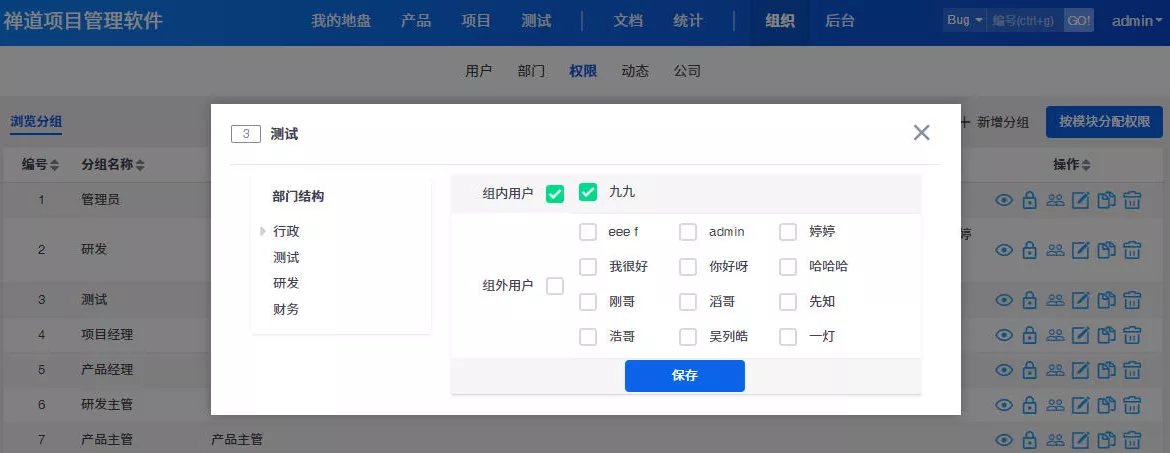 禅道项目管理软件 我的地盘 产品 项目 测试 文档 统计 组织 后台 Bug 编号(ctrl+g) GO! admin
用户 部门 权限 动态 公司
浏览分组 新增分组 按模块分配权限
3 测试
编号 分组名称 操作
部门结构
行政
测试
研发
财务
组内用户 九九
组外用户
eee f admin 婷婷
我很好 你好呀 哈哈哈
刚哥 滔哥 先知
浩哥 吴列皓 一灯
保存
1 管理员
2 研发 婷
3 测试
4 项目经理
5 产品经理
6 研发主管
7 产品主管 产品主管